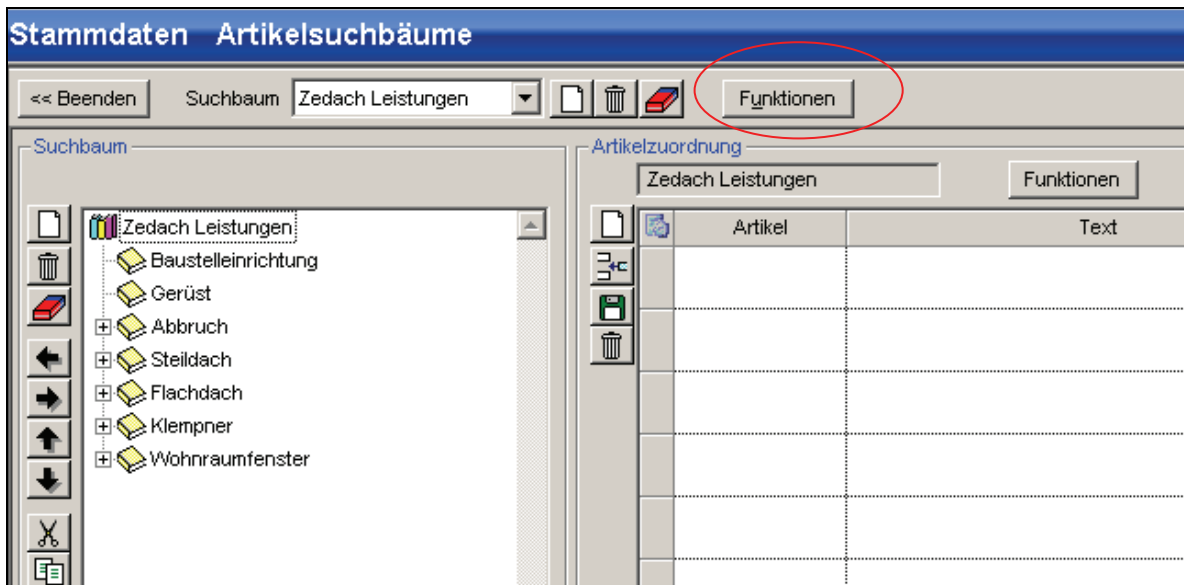 Stammdaten Artikelsuchbäume
<< Beenden Suchbaum Zedach Leistungen Funktionen
Suchbaum
Artikelzuordnung
Zedach Leistungen Funktionen
Artikel Text
Zedach Leistungen
Baustelleinrichtung
Gerüst
Abbruch
Steildach
Flachdach
Klempner
Wohnraumfenster